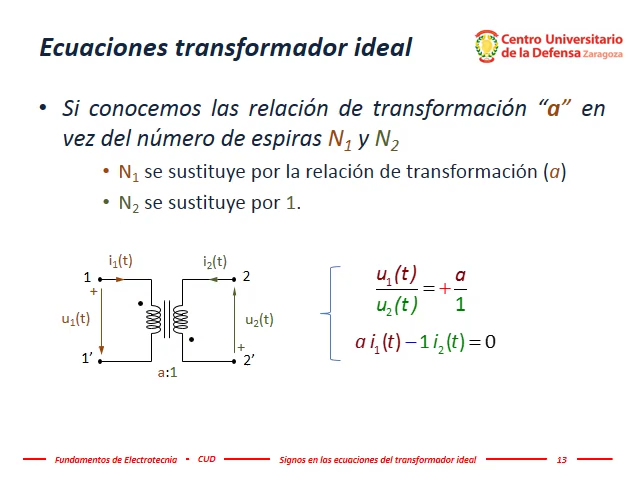 Ecuaciones transformador ideal
Centro Universitario
de la Defensa Zaragoza
• Si conocemos las relación de transformación “a” en
vez del número de espiras N₁ y N₂
• N₁ se sustituye por la relación de transformación (a)
• N₂ se sustituye por 1.
i₁(t) i₂(t)
1 2
+
u₁(t) u₂(t)
+
1’ 2’
a:1
u₁(t)/u₂(t) = + a/1
a i₁(t) − 1 i₂(t) = 0
Fundamentos de Electrotecnia - CUD Signos en las ecuaciones del transformador ideal 13